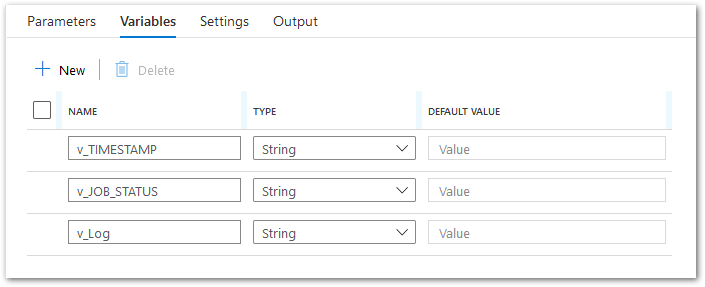 Parameters Variables Settings Output
New Delete
NAME TYPE DEFAULT VALUE
v_TIMESTAMP String Value
v_JOB_STATUS String Value
v_Log String Value